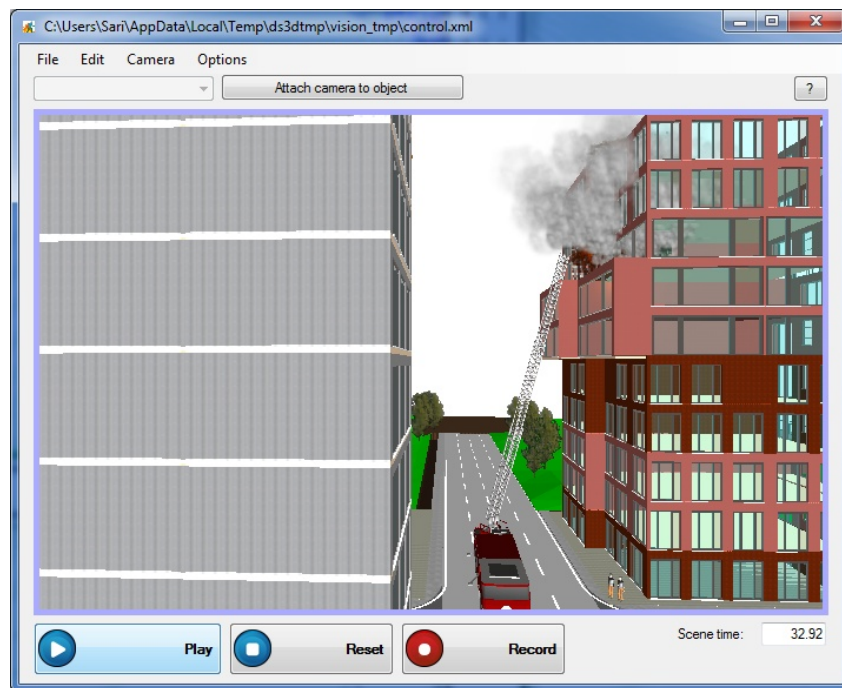 C:\Users\Sari\AppData\Local\Temp\ds3dtmp\vision_tmp\control.xml
File Edit Camera Options
Attach camera to object ?
Play Reset Record Scene time: 32.92